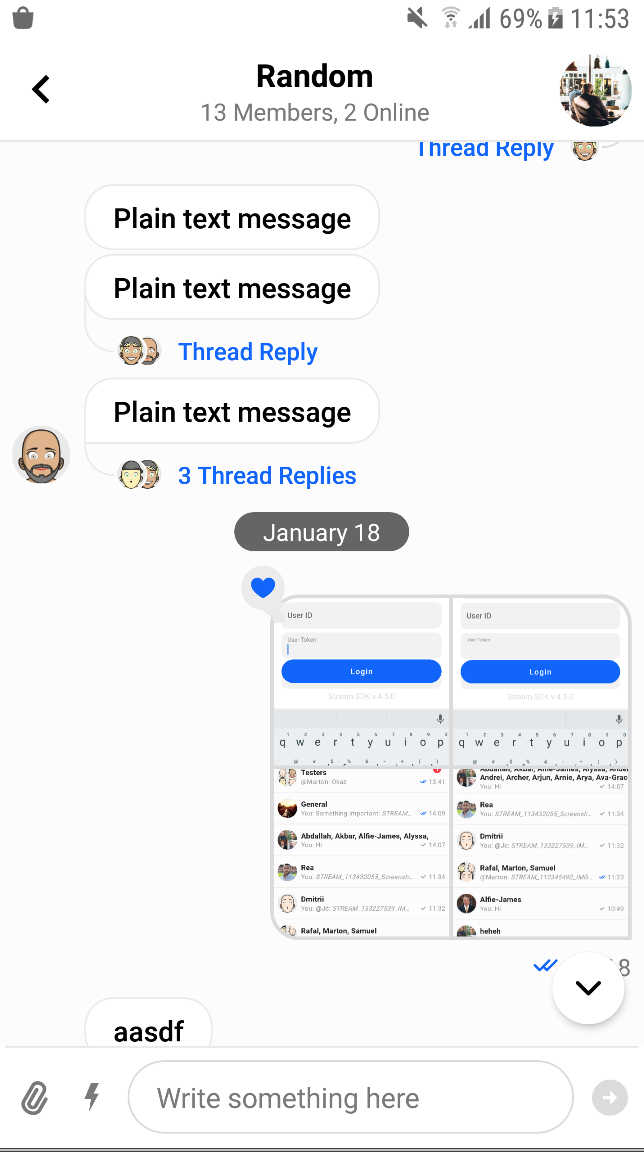 69% 11:53
Random
13 Members, 2 Online
Thread Reply
Plain text message
Plain text message
Thread Reply
Plain text message
3 Thread Replies
January 18
User ID
User Token
Login
Stream SDK v 4.5.0
q w e r t y u i o p
Testers
@Marton: Okaz 13:41
General
You: Something important: STREAM... 14:09
Abdallah, Akbar, Alfie-James, Alyssa,
You: Hi 14:07
Rea
You: STREAM_113432055_Screensh... 11:34
Dmitrii
You: @Jc: STREAM_133227539_IM... 11:32
Rafal, Marton, Samuel
User ID
User Token
Login
Stream SDK v 4.5.0
q w e r t y u i o p
Abdallah, Akbar, Alfie-James, Alyssa,
Andrei, Archer, Arjun, Arnie, Arya, Ava-Grac
You: Hi 14:07
Rea
You: STREAM_113432055_Screensh... 11:34
Dmitrii
You: @Jc: STREAM_133227539_IM... 11:32
Rafal, Marton, Samuel
@Marton: STREAM_112345492_IMG... 11:23
Alfie-James
You: Hi 10:49
heheh
8
aasdf
Write something here